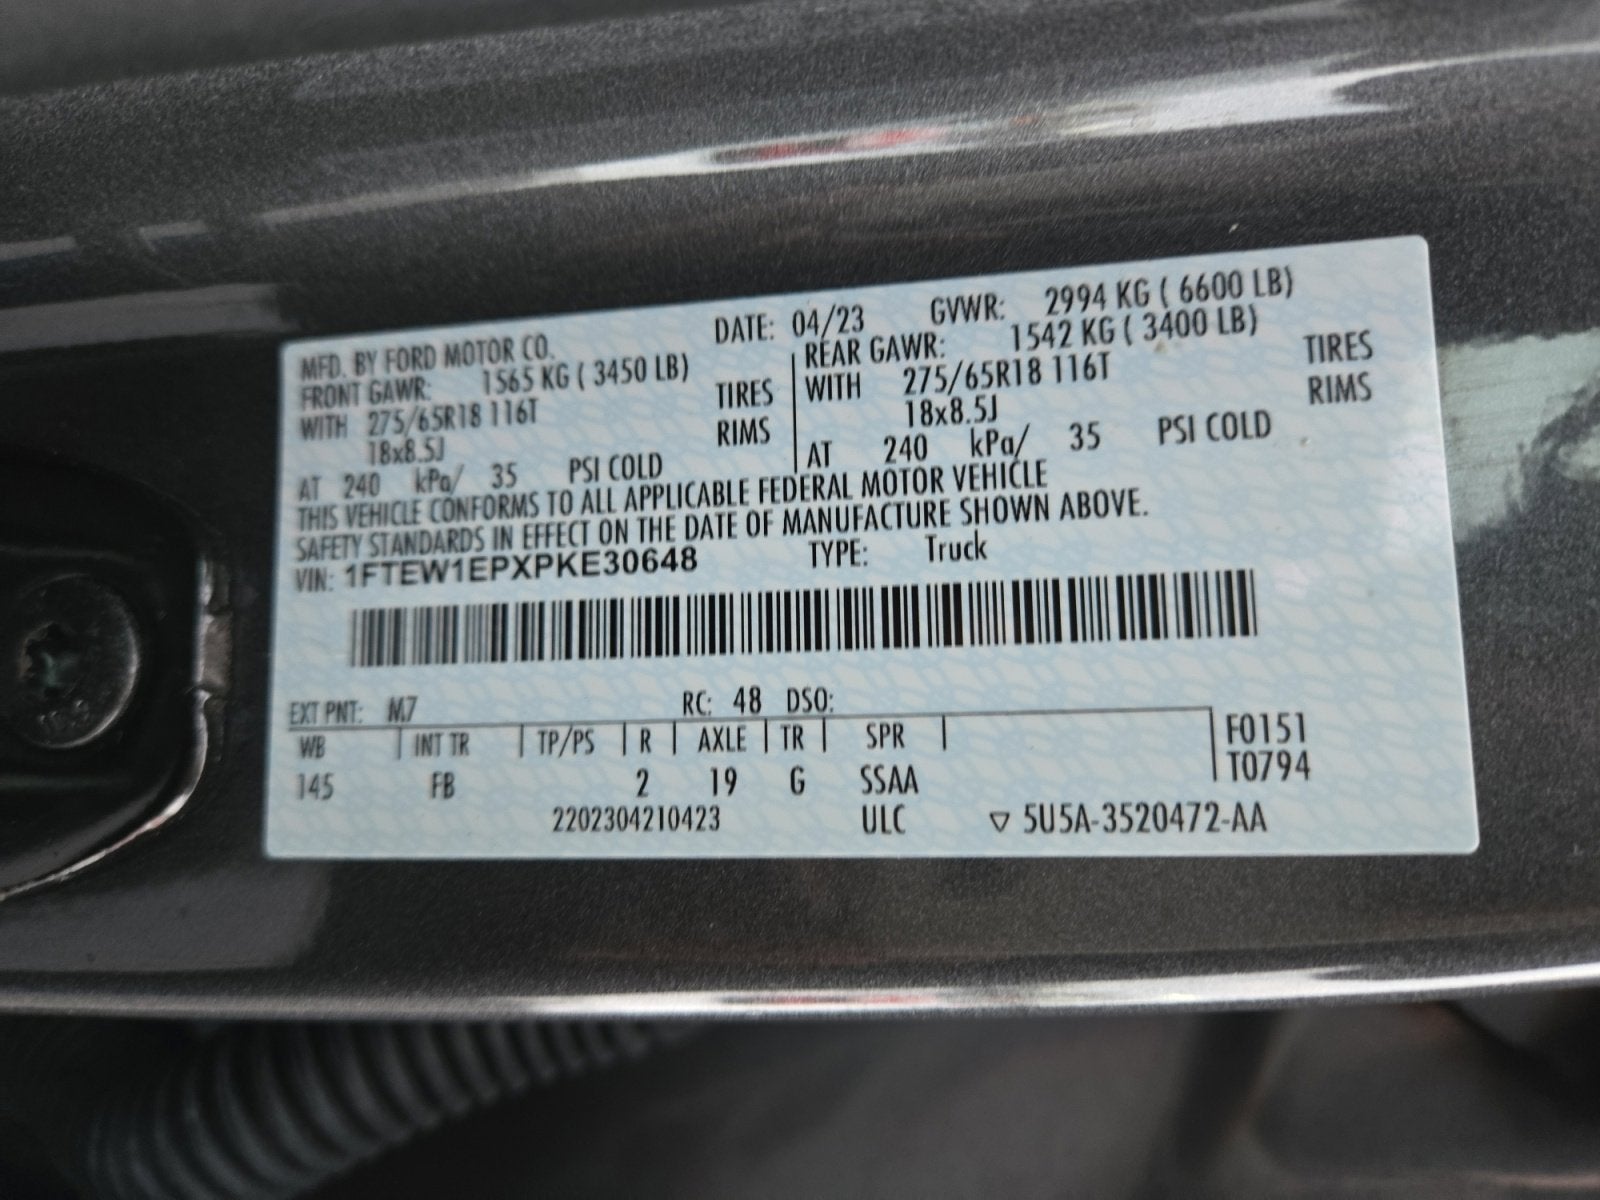 MFD. BY FORD MOTOR CO. DATE: 04/23 GVWR: 2994 KG ( 6600 LB)
FRONT GAWR: 1565 KG ( 3450 LB)
WITH 275/65R18 116T TIRES
18x8.5J RIMS
AT 240 kPa/ 35 PSI COLD
REAR GAWR: 1542 KG ( 3400 LB)
WITH 275/65R18 116T TIRES
18x8.5J RIMS
AT 240 kPa/ 35 PSI COLD
THIS VEHICLE CONFORMS TO ALL APPLICABLE FEDERAL MOTOR VEHICLE
SAFETY STANDARDS IN EFFECT ON THE DATE OF MANUFACTURE SHOWN ABOVE.
VIN: 1FTEW1EPXPKE30648 TYPE: Truck
EXT PNT: M7 RC: 48 DSO:
WB INT TR TP/PS R AXLE TR SPR F0151
145 FB 2 19 G SSAA T0794
2202304210423 ULC ▽ 5U5A-3520472-AA